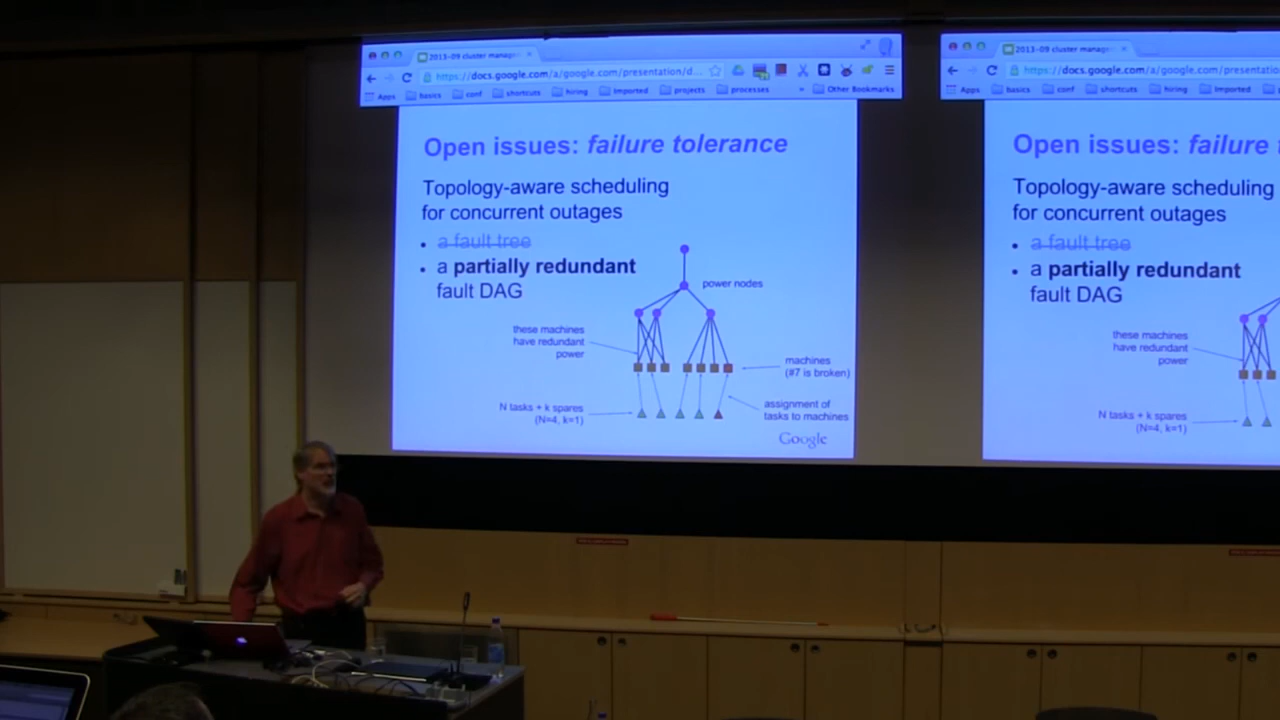 2013-09 cluster manag
https://docs.google.com/a/google.com/presentation/d...
Apps basics conf shortcuts hiring Imported projects processes » Other Bookmarks
Open issues: failure tolerance
Topology-aware scheduling
for concurrent outages
• a fault tree
• a partially redundant
fault DAG
power nodes
these machines
have redundant
power
machines
(#7 is broken)
N tasks + k spares
(N=4, k=1)
assignment of
tasks to machines
Google
2013-09 cluster manag
https://docs.google.com/a/google.com/presentatio
Apps basics conf shortcuts hiring Imported
Open issues: failure
Topology-aware scheduling
for concurrent outages
• a fault tree
• a partially redundant
fault DAG
these machines
have redundant
power
N tasks + k spares
(N=4, k=1)